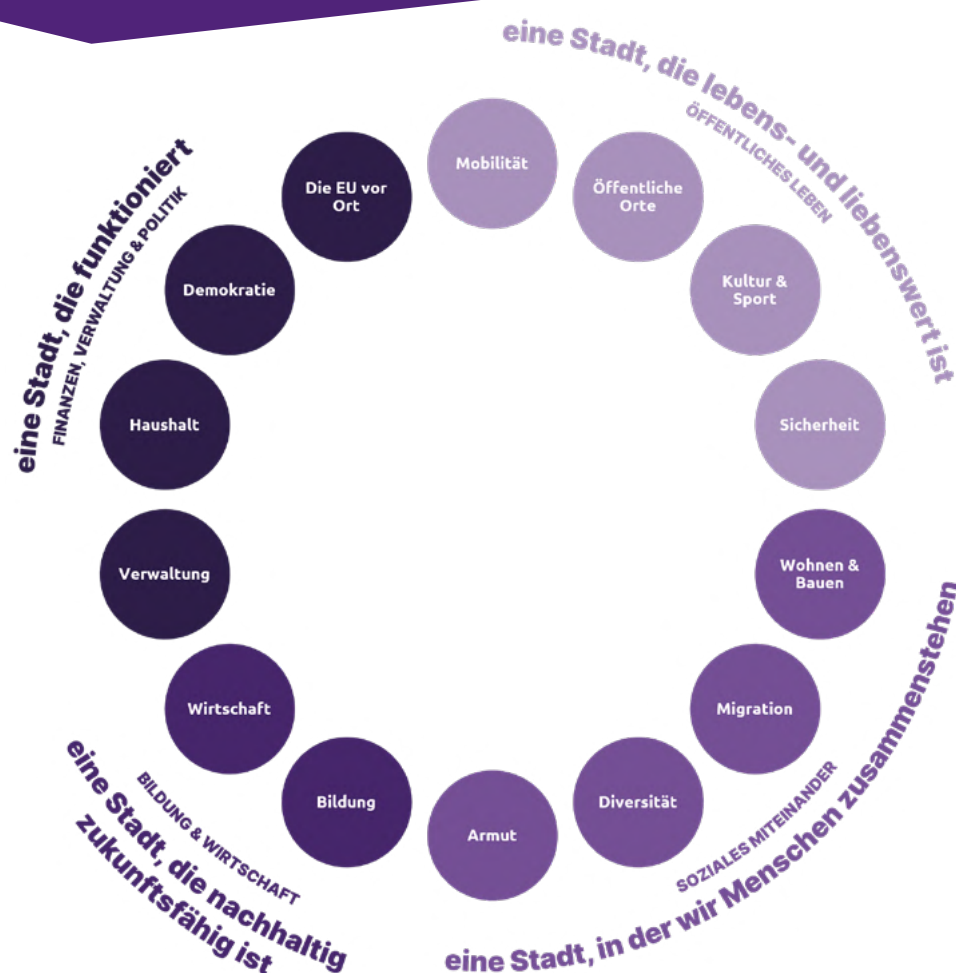 eine Stadt, die lebens- und liebenswert ist
ÖFFENTLICHES LEBEN
Mobilität
Öffentliche
Orte
Kultur &
Sport
Sicherheit
eine Stadt, in der wir Menschen zusammenstehen
SOZIALES MITEINANDER
Wohnen &
Bauen
Migration
Diversität
Armut
eine Stadt, die nachhaltig
zukunftsfähig ist
BILDUNG & WIRTSCHAFT
Bildung
Wirtschaft
eine Stadt, die funktioniert
FINANZEN, VERWALTUNG & POLITIK
Verwaltung
Haushalt
Demokratie
Die EU vor
Ort